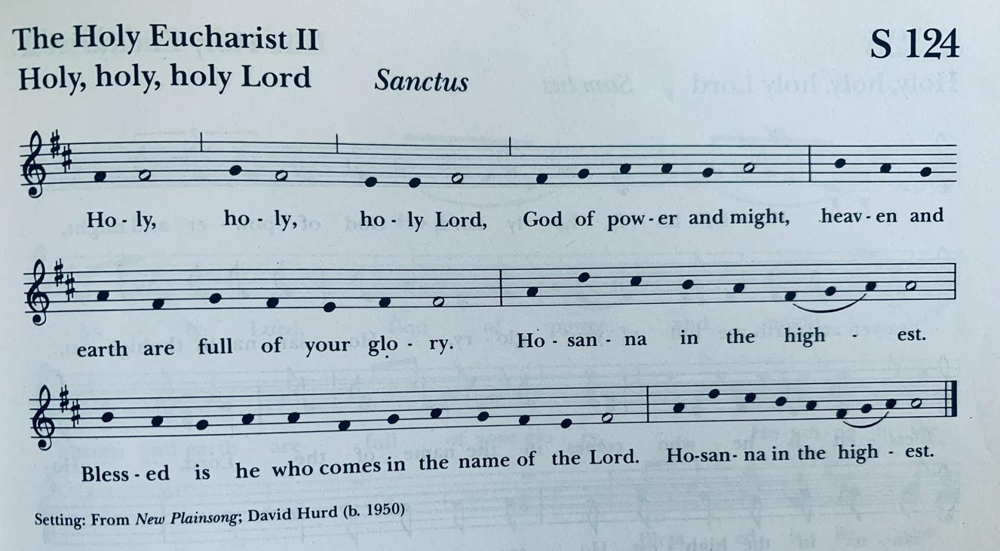 The Holy Eucharist II S 124
Holy, holy, holy Lord Sanctus
Ho - ly, ho - ly, ho - ly Lord, God of pow - er and might, heav - en and
earth are full of your glo - ry. Ho - san - na in the high - est.
Bless - ed is he who comes in the name of the Lord. Ho-san- na in the high - est.
Setting: From New Plainsong; David Hurd (b. 1950)